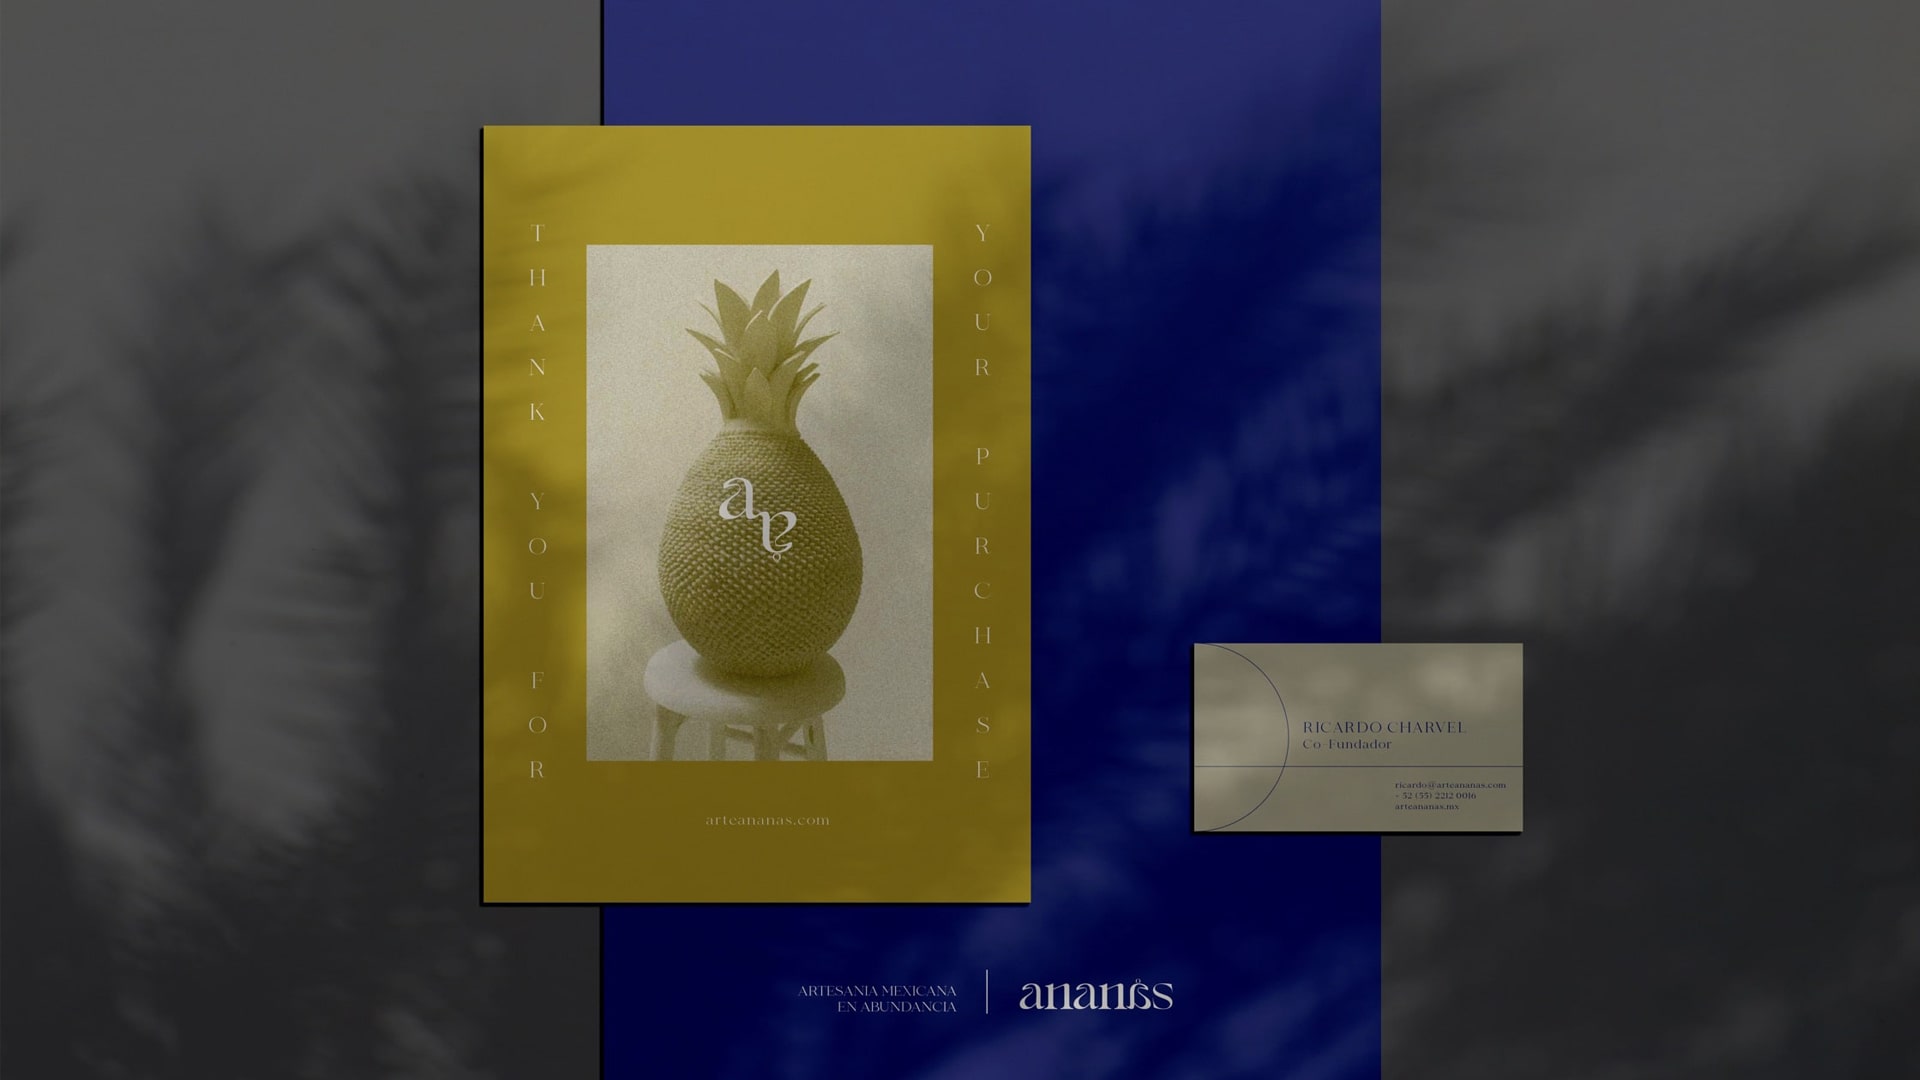 THANK YOU FOR
YOUR PURCHASE
aa
arteananas.com
RICARDO CHARVEL
Co-Fundador
ricardo@arteananas.com
+ 52 (55) 2212 0016
arteananas.mx
ARTESANIA MEXICANA
EN ABUNDANCIA
ananas